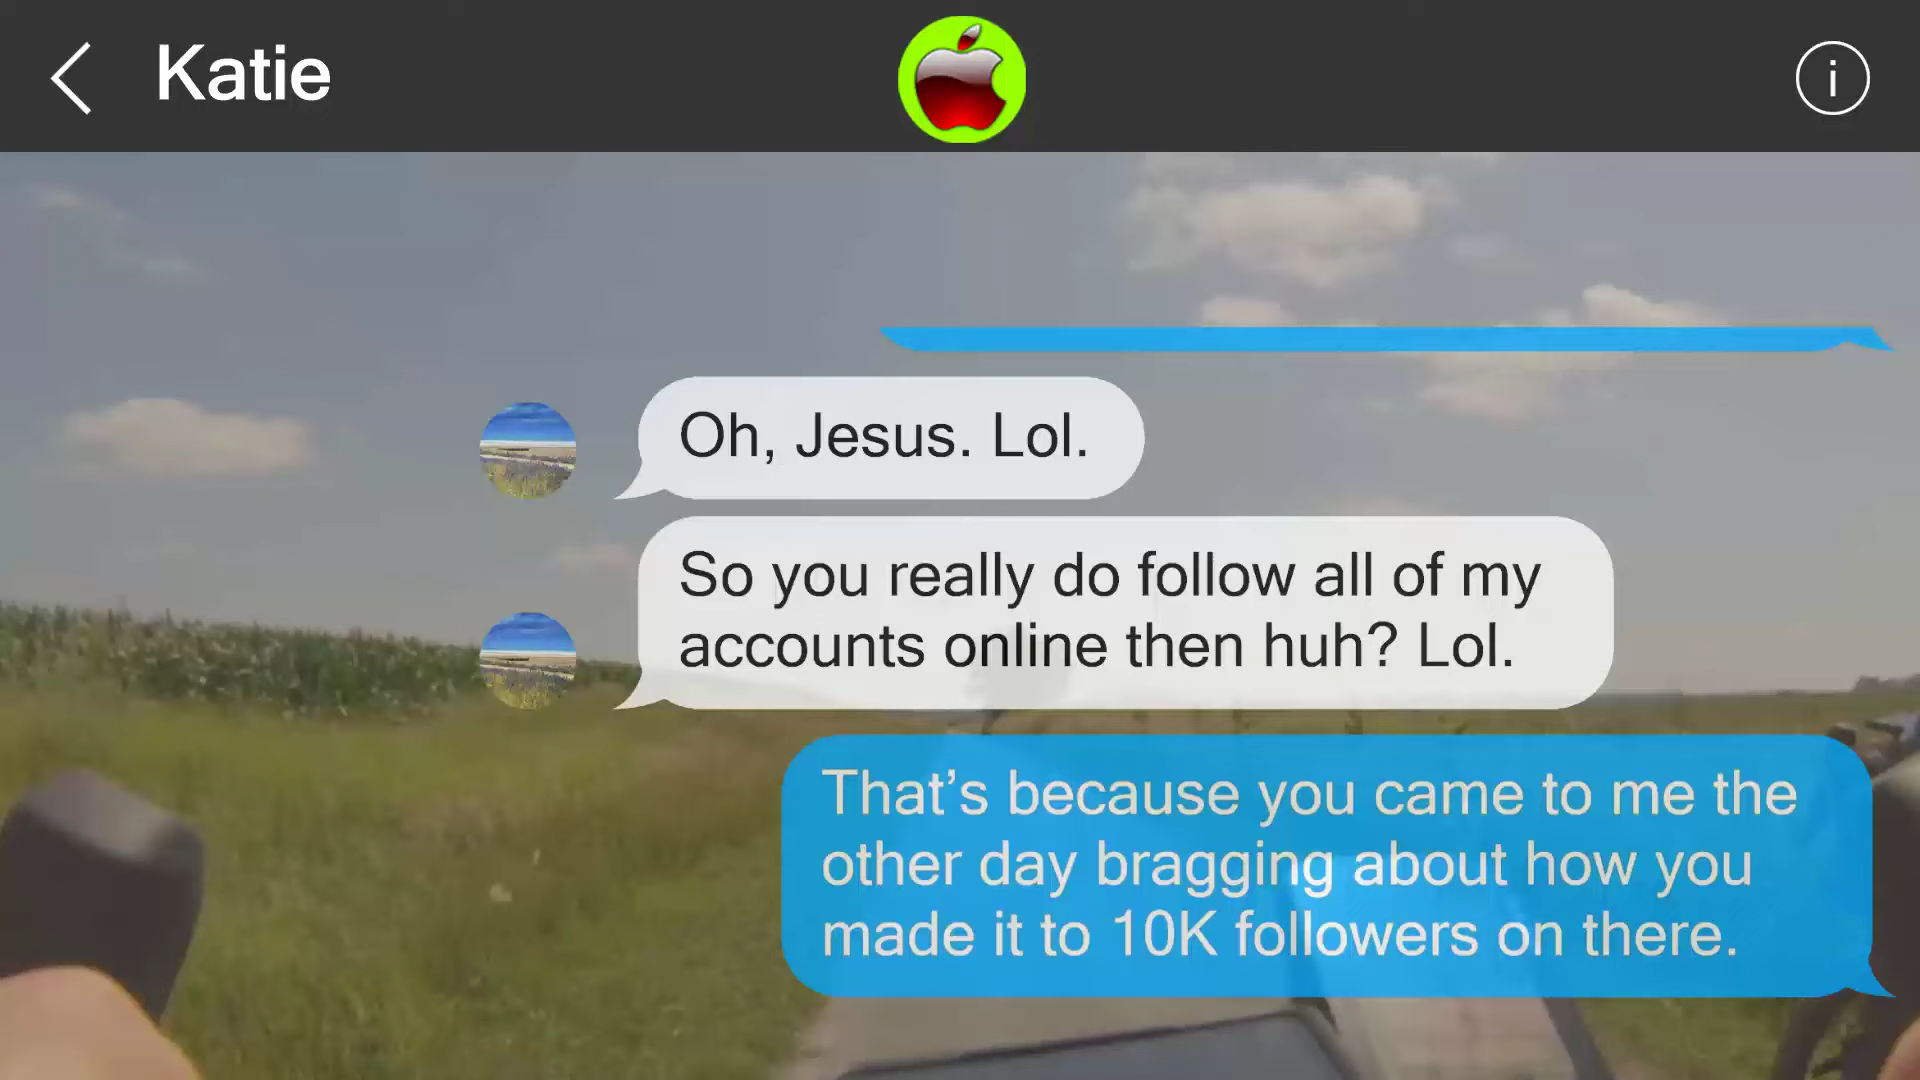 Katie
i
Oh, Jesus. Lol.
So you really do follow all of my
accounts online then huh? Lol.
That’s because you came to me the
other day bragging about how you
made it to 10K followers on there.